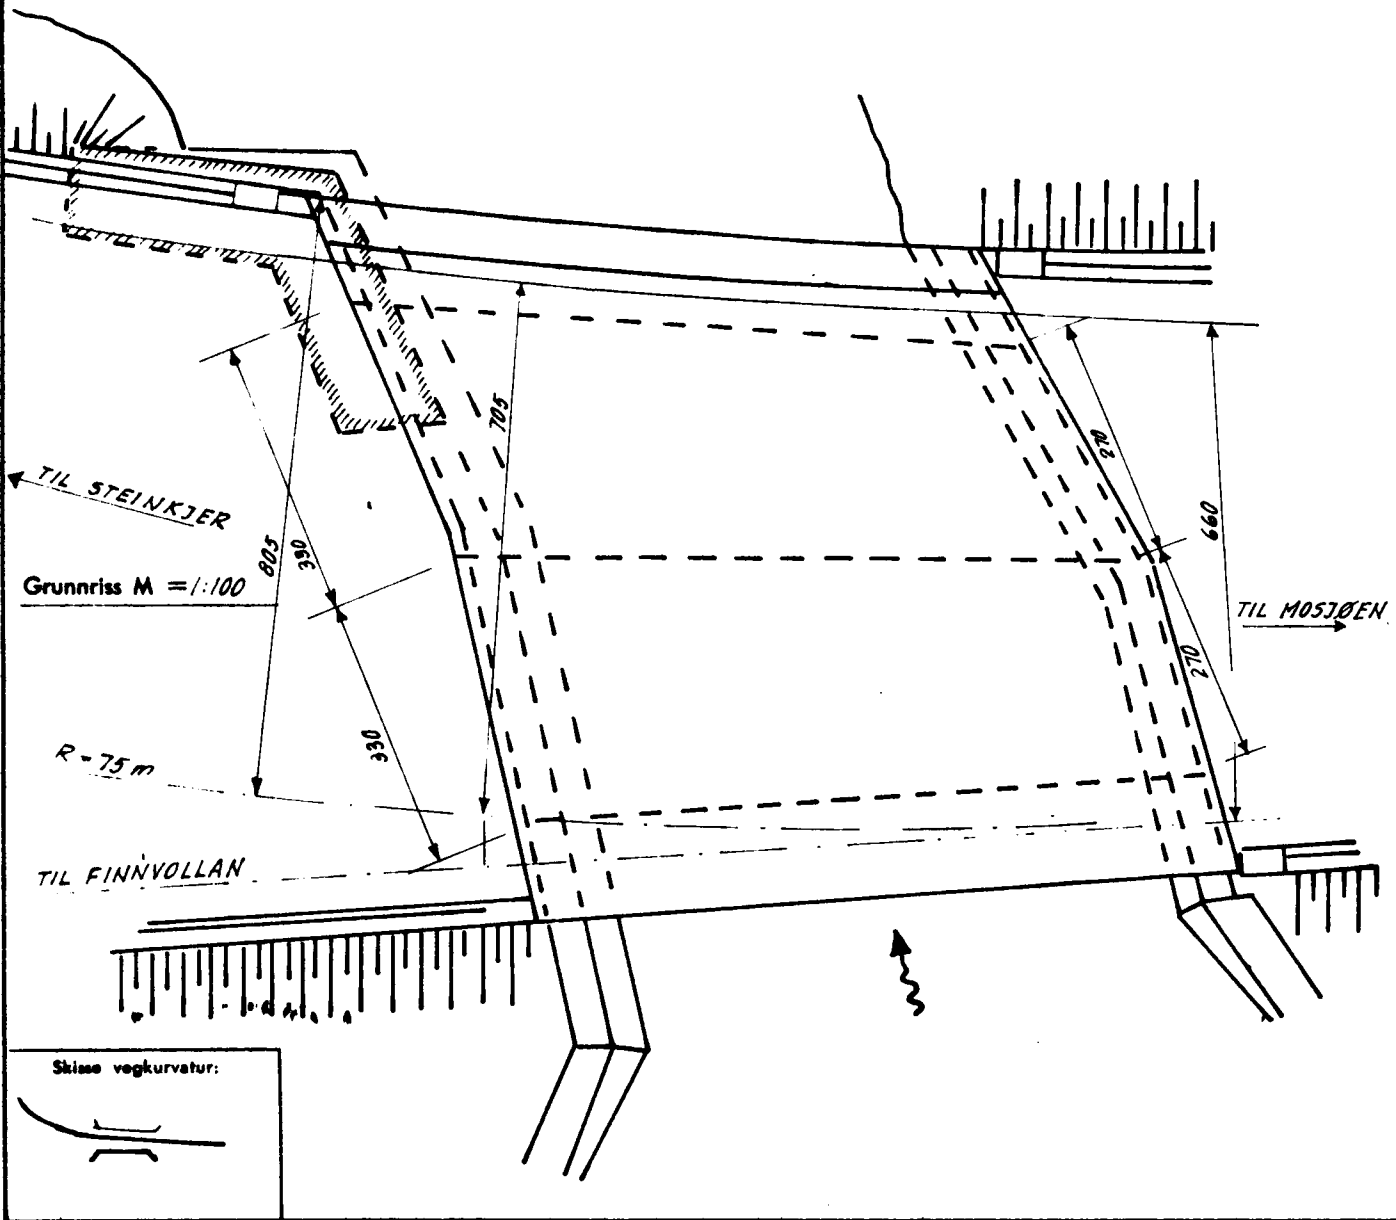 705
270
660
TIL STEINKJER
805
330
Grunnriss M = 1:100
TIL MOSJØEN
270
330
R = 75 m
TIL FINNVOLLAN
Skisse vegkurvatur: